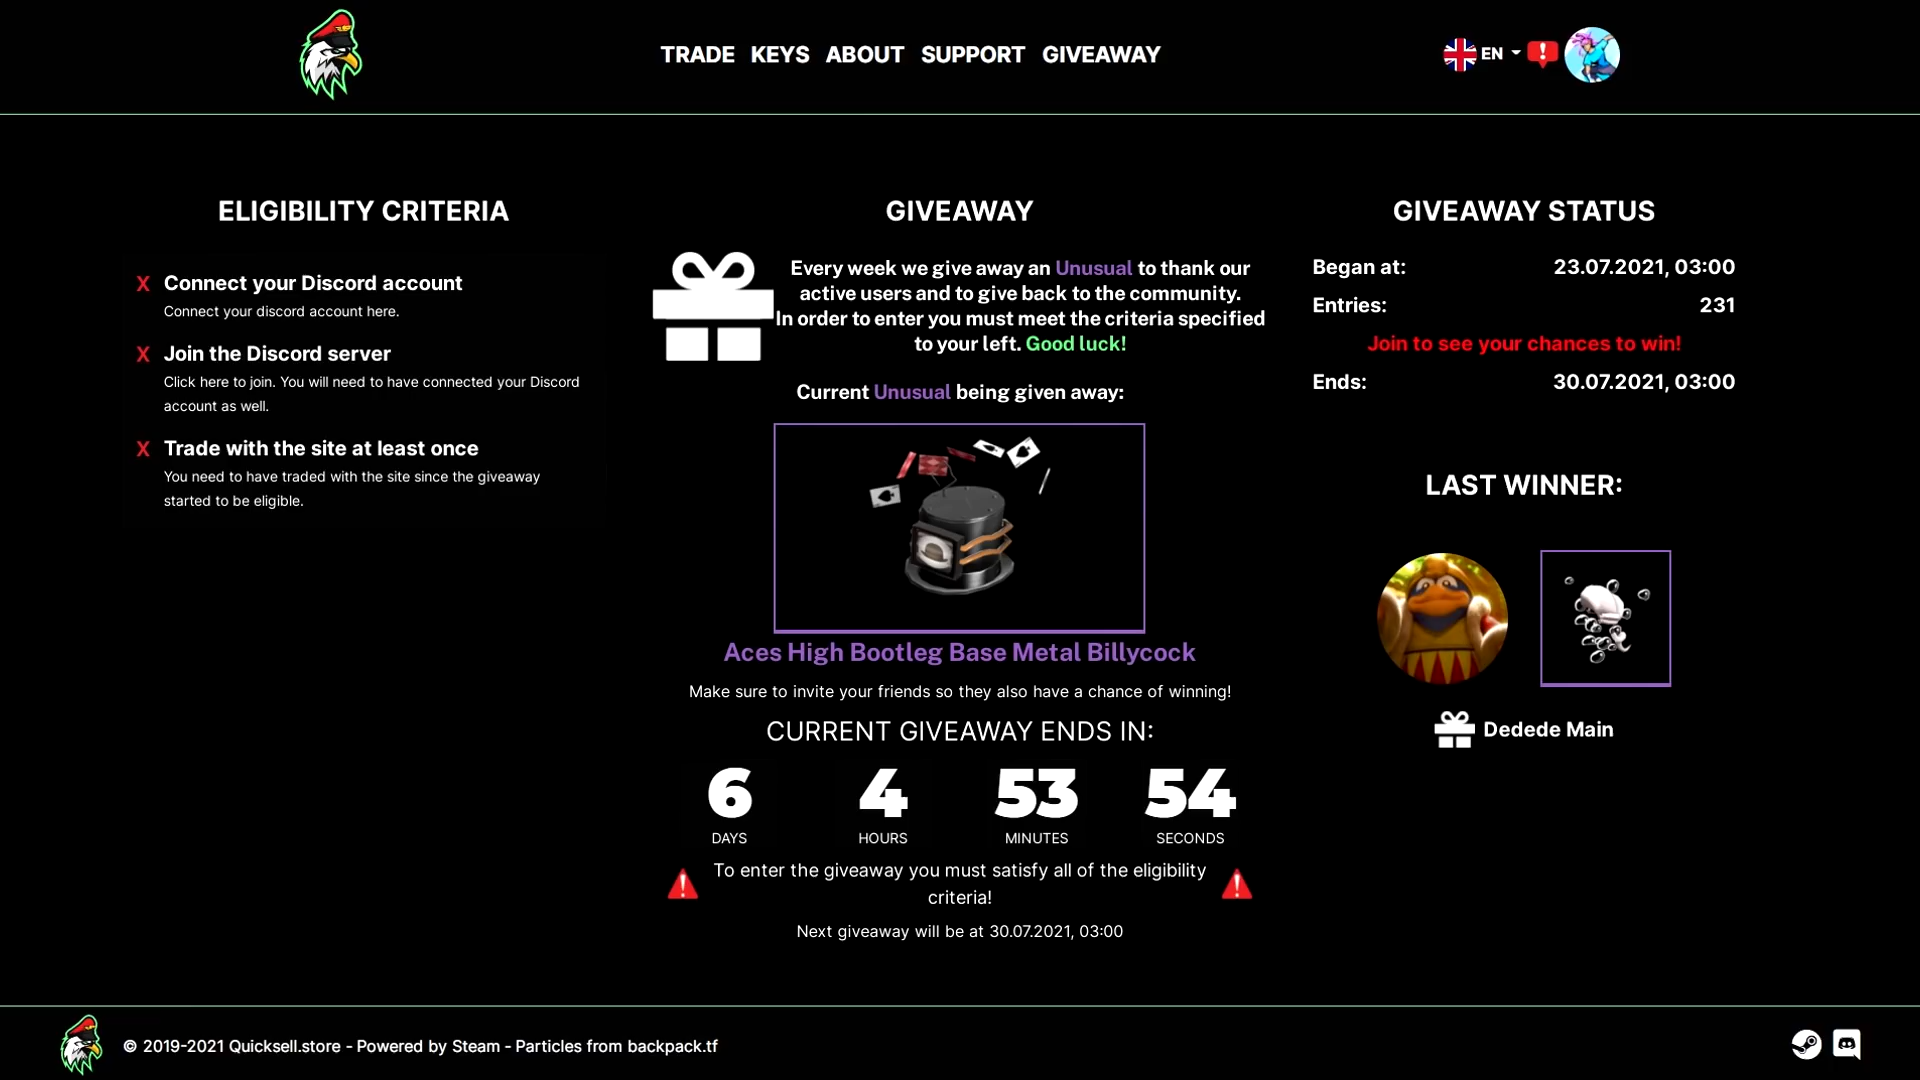 TRADE KEYS ABOUT SUPPORT GIVEAWAY
EN
ELIGIBILITY CRITERIA
X Connect your Discord account
Connect your discord account here.
X Join the Discord server
Click here to join. You will need to have connected your Discord
account as well.
X Trade with the site at least once
You need to have traded with the site since the giveaway
started to be eligible.
GIVEAWAY
Every week we give away an Unusual to thank our
active users and to give back to the community.
In order to enter you must meet the criteria specified
to your left. Good luck!
Current Unusual being given away:
Aces High Bootleg Base Metal Billycock
Make sure to invite your friends so they also have a chance of winning!
CURRENT GIVEAWAY ENDS IN:
6 4 53 54
DAYS HOURS MINUTES SECONDS
To enter the giveaway you must satisfy all of the eligibility
criteria!
Next giveaway will be at 30.07.2021, 03:00
GIVEAWAY STATUS
Began at: 23.07.2021, 03:00
Entries: 231
Join to see your chances to win!
Ends: 30.07.2021, 03:00
LAST WINNER:
Dedede Main
© 2019-2021 Quicksell.store - Powered by Steam - Particles from backpack.tf